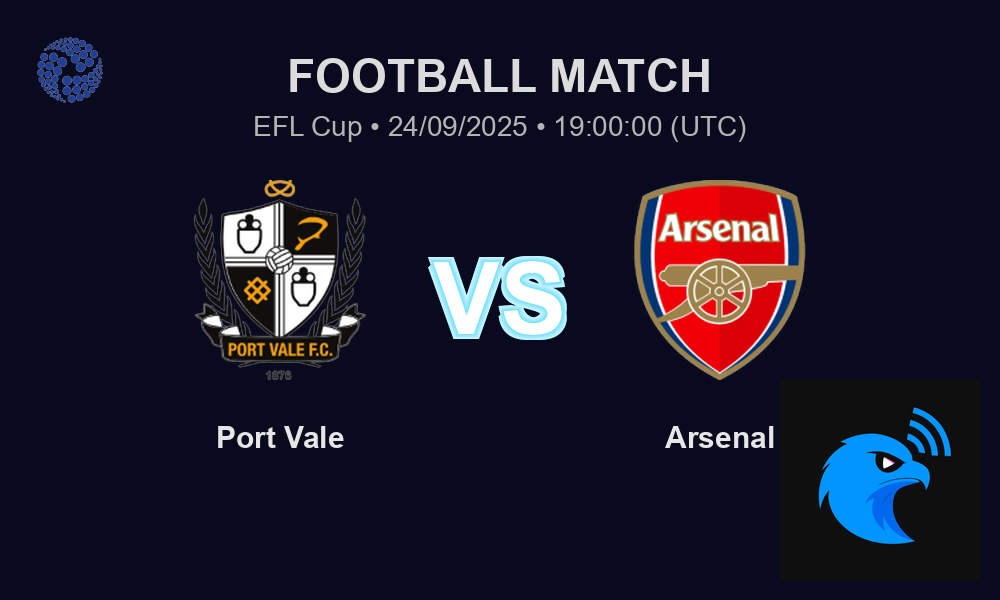 FOOTBALL MATCH
EFL Cup • 24/09/2025 • 19:00:00 (UTC)
PORT VALE F.C.
1876
Arsenal
VS
Port Vale
Arsenal